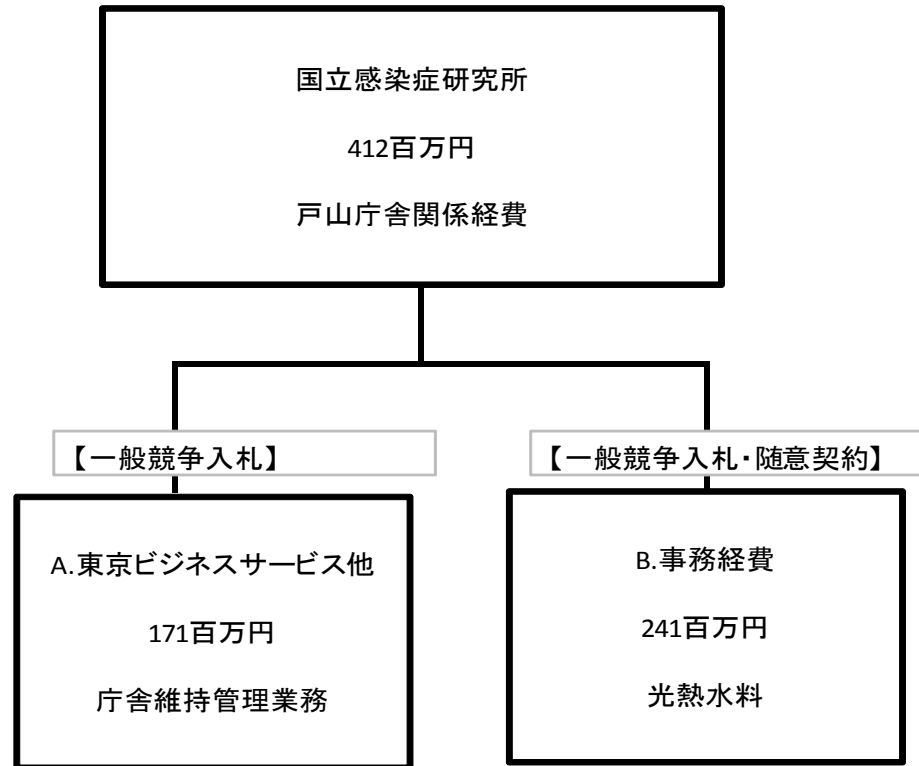 国立感染症研究所
412百万円
戸山庁舎関係経費
【一般競争入札】
【一般競争入札・随意契約】
A.東京ビジネスサービス他
171百万円
庁舎維持管理業務
B.事務経費
241百万円
光熱水料